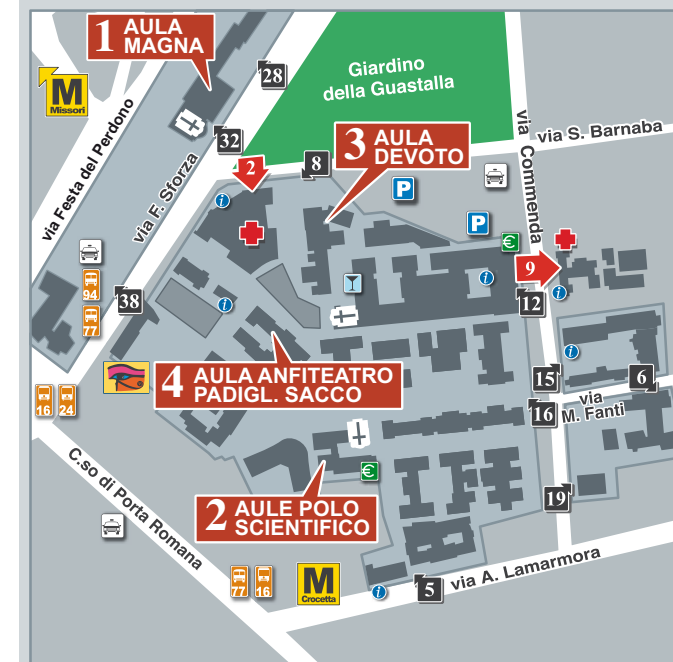 1 AULA
MAGNA
28
Giardino
della Guastalla
M
Missori
via Festa del Perdono
via F. Sforza
32
2
8
3 AULA
DEVOTO
via Commenda
via S. Barnaba
P
P
i
€
i
9
i
12
94
77
38
i
i
4 AULA ANFITEATRO
PADIGL. SACCO
15
6
16
via
M. Fanti
16
24
C.so di Porta Romana
€
2 AULE POLO
SCIENTIFICO
19
77
16
M
Crocetta
i
5
via A. Lamarmora